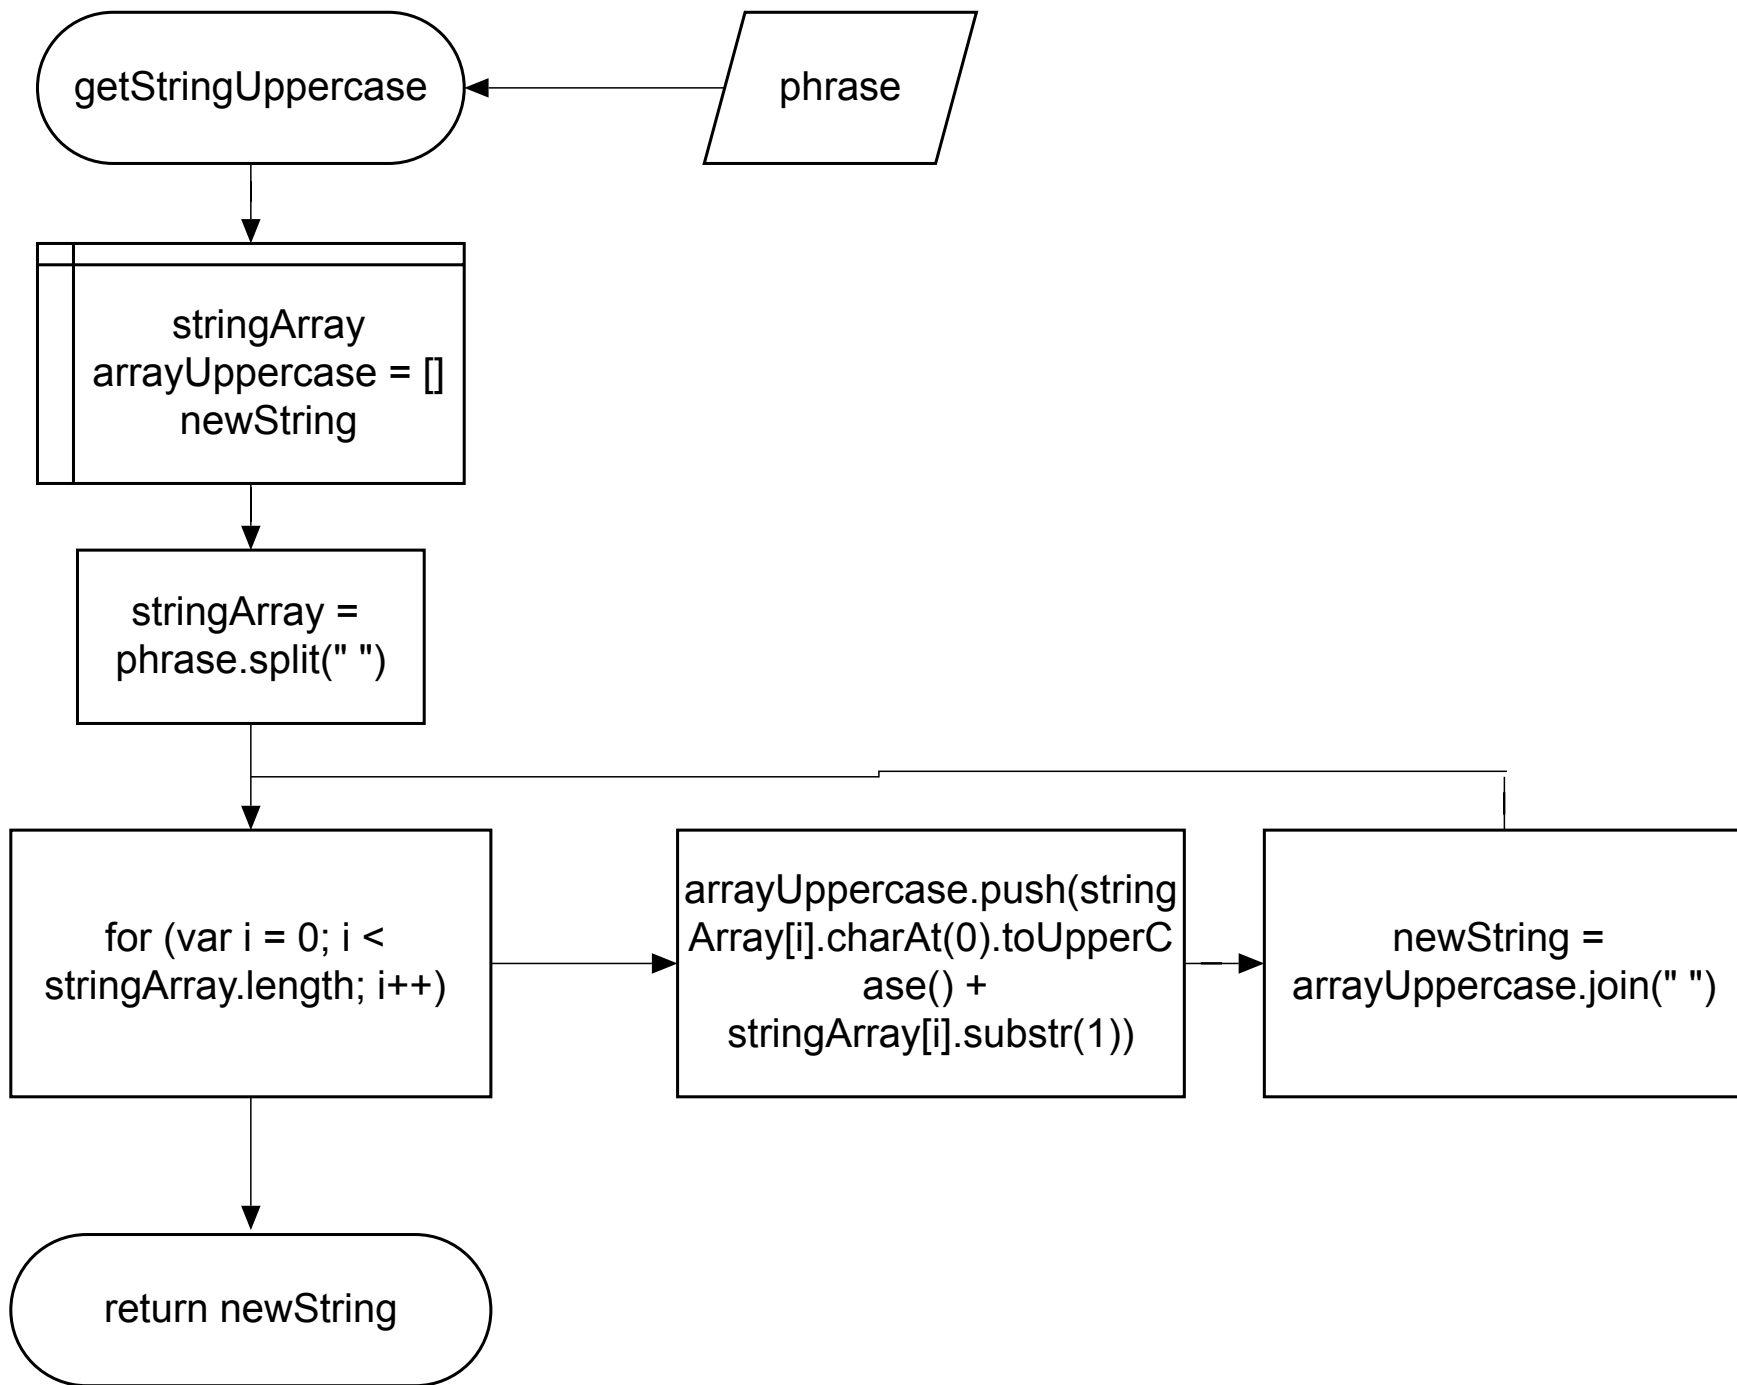 getStringUppercase
phrase
stringArray
arrayUppercase = []
newString
stringArray =
phrase.split(" ")
for (var i = 0; i <
stringArray.length; i++)
arrayUppercase.push(string
Array[i].charAt(0).toUpperC
ase() +
stringArray[i].substr(1))
newString =
arrayUppercase.join(" ")
return newString